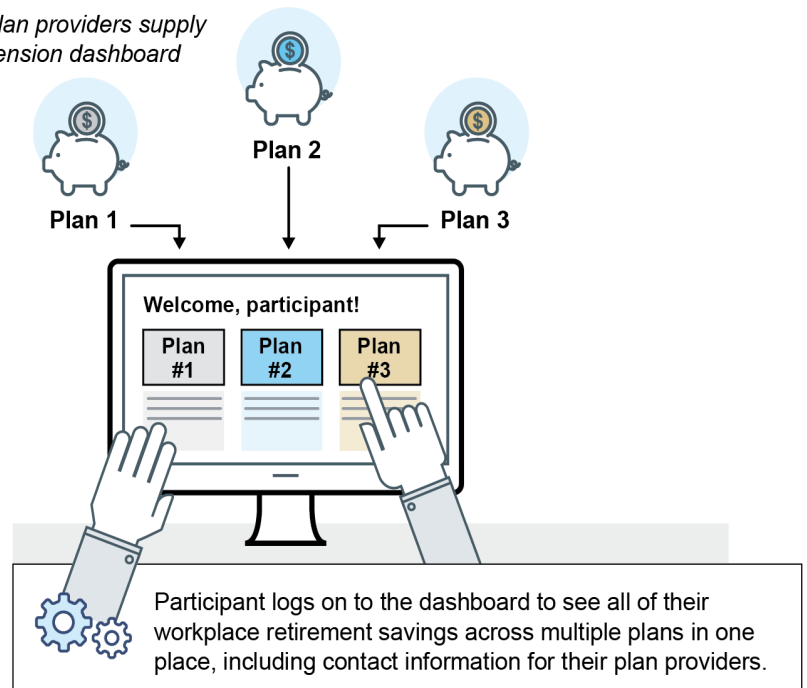 lan providers supply
ension dashboard
$
$
$
Plan 2
Plan 1
Plan 3
Welcome, participant!
Plan
#1
Plan
#2
Plan
#3
Participant logs on to the dashboard to see all of their
workplace retirement savings across multiple plans in one
place, including contact information for their plan providers.